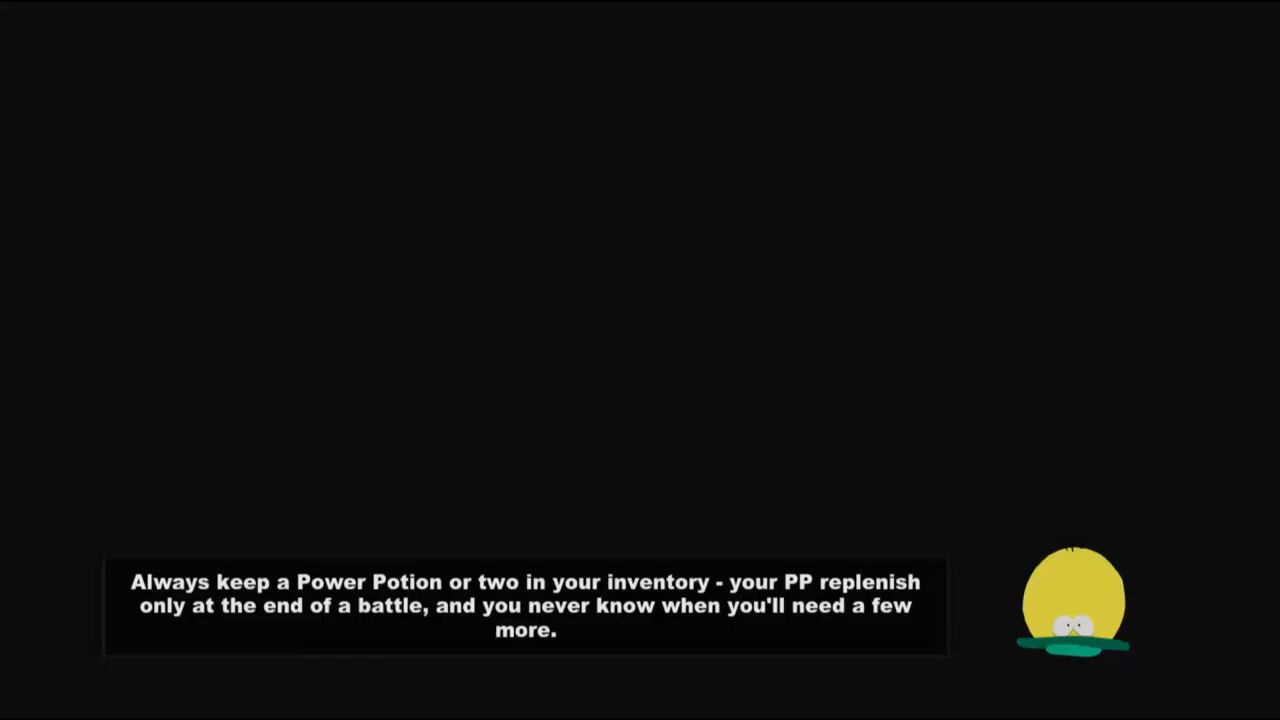 Always keep a Power Potion or two in your inventory - your PP replenish
only at the end of a battle, and you never know when you'll need a few
more.